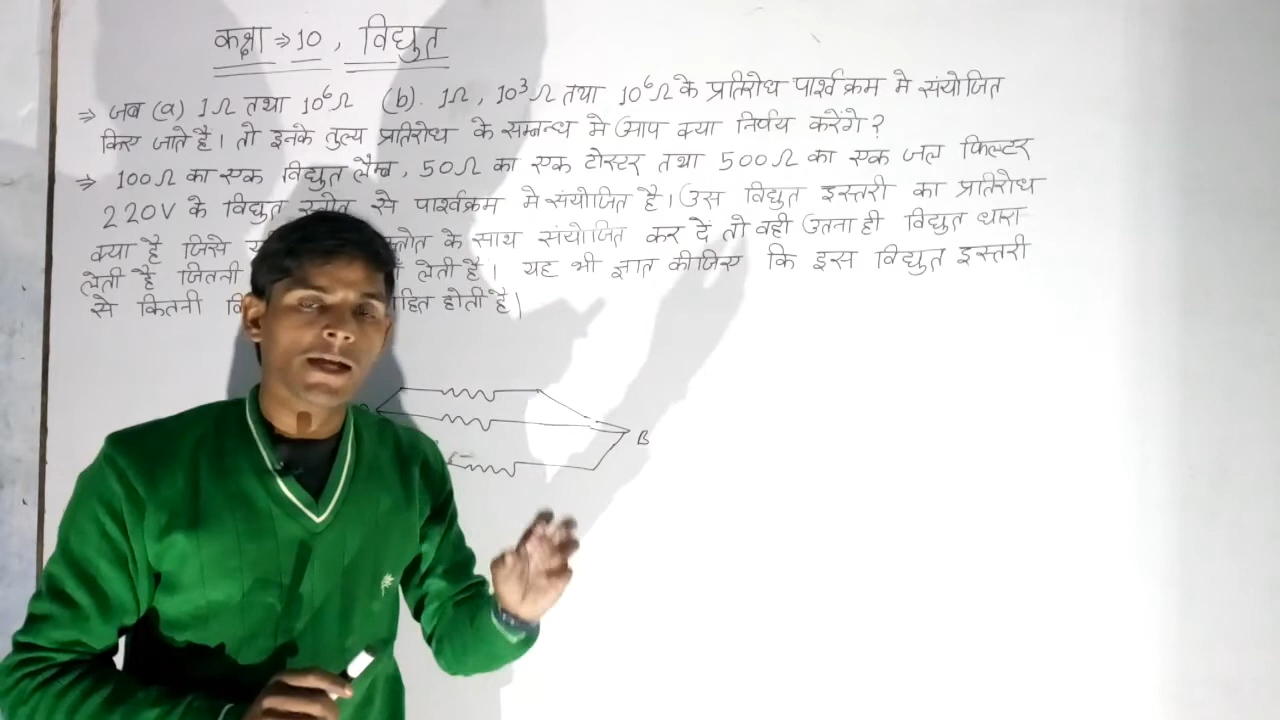 कक्षा ⇒ 10 , विद्युत
⇒ जब (a) 1Ω तथा 10⁶Ω (b). 1Ω , 10³Ω तथा 10⁶Ω के प्रतिरोध पार्श्वक्रम मे संयोजित
किए जाते है। तो इनके तुल्य प्रतिरोध के सम्बन्ध मे आप क्या निर्णय करेंगे ?
⇒ 100Ω का एक विद्युत लैम्ब , 50Ω का एक टोस्टर तथा 500Ω का एक जल फिल्टर
220V के विद्युत स्त्रोत से पार्श्वक्रम मे संयोजित है। उस विद्युत इस्तरी का प्रतिरोध
क्या है जिसे स्त्रोत के साथ संयोजित कर दें तो वही उतना ही विद्युत धारा
लेती है जितनी लेती है। यह भी ज्ञात कीजिए कि इस विद्युत इस्तरी
से कितनी होती है।
B